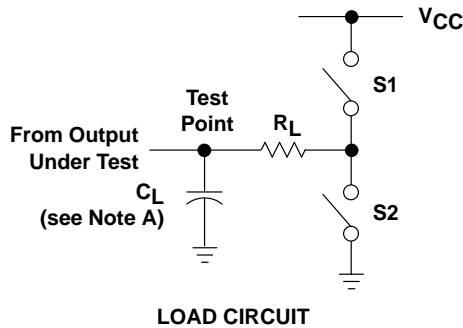 VCC
S1
Test
Point
RL
From Output
Under Test
CL
(see Note A)
S2
LOAD CIRCUIT